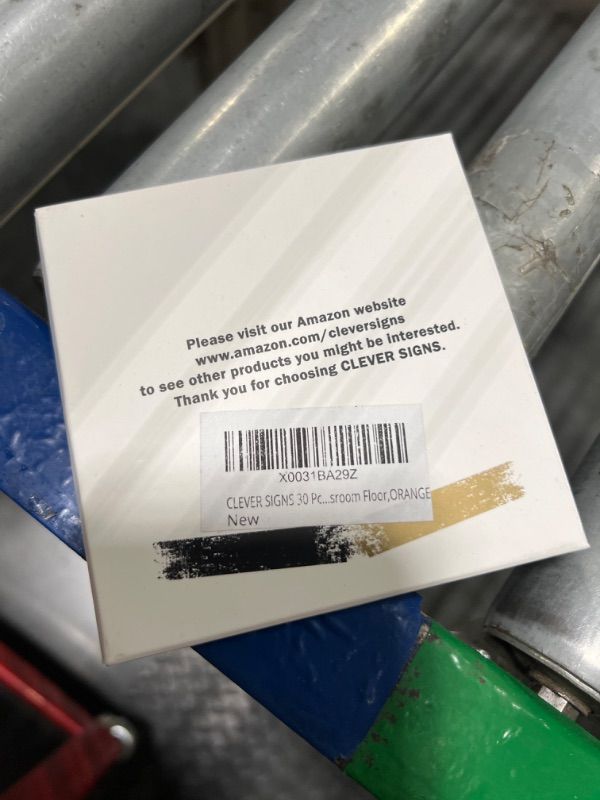 Please visit our Amazon website
www.amazon.com/cleversigns
to see other products you might be interested.
Thank you for choosing CLEVER SIGNS.
X0031BA29Z
CLEVER SIGNS 30 Pc...sroom Floor,ORANGE
New